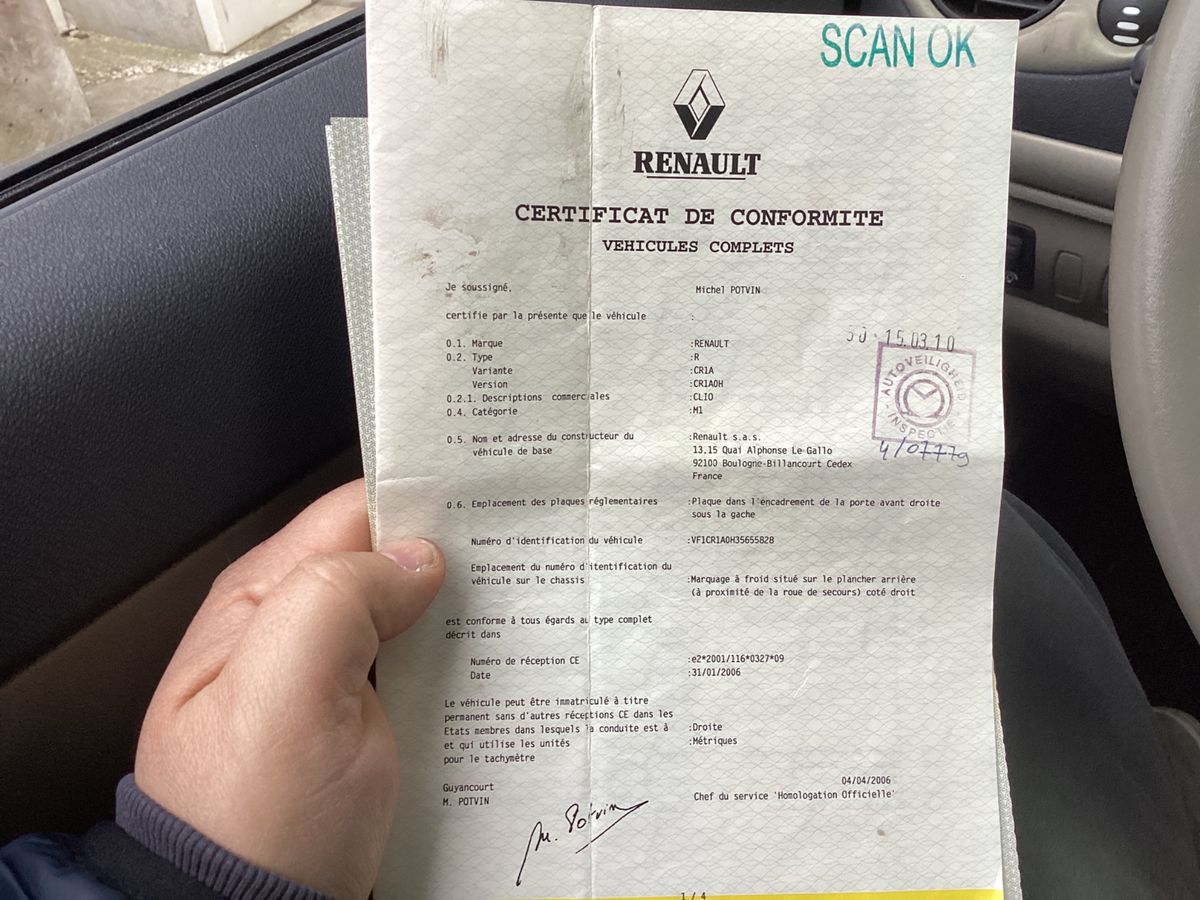 SCAN OK
RENAULT
CERTIFICAT DE CONFORMITE
VEHICULES COMPLETS
Je soussigné, Michel POTVIN
certifie par la présente que le véhicule :
0.1. Marque :RENAULT
0.2. Type :R
Variante :CR1A
Version :CR1A0H
0.2.1. Descriptions commerciales :CLIO
0.4. Catégorie :M1
15.03.10
AUTOVEILIGHEID
- INSPECTIE -
4/07779
0.5. Nom et adresse du constructeur du :Renault s.a.s.
véhicule de base 13.15 Quai Alphonse Le Gallo
92100 Boulogne-Billancourt Cedex
France
0.6. Emplacement des plaques réglementaires :Plaque dans l'encadrement de la porte avant droite
sous la gache
Numéro d'identification du véhicule :VF1CR1A0H35655828
Emplacement du numéro d'itentification du
véhicule sur le chassis :Marquage à froid situé sur le plancher arrière
(à proximité de la roue de secours) coté droit
est conforme à tous égards au type complet
décrit dans
Numéro de réception CE :e2*2001/116*0327*09
Date :31/01/2006
Le véhicule peut être immatriculé à titre
permanent sans d'autres réceptions CE dans les
Etats membres dans lesquels la conduite est à :Droite
et qui utilise les unités :Métriques
pour le tachymètre
Guyancourt 04/04/2006
M. POTVIN Chef du service 'Homologation Officielle'
M. Potvin
1 / 4